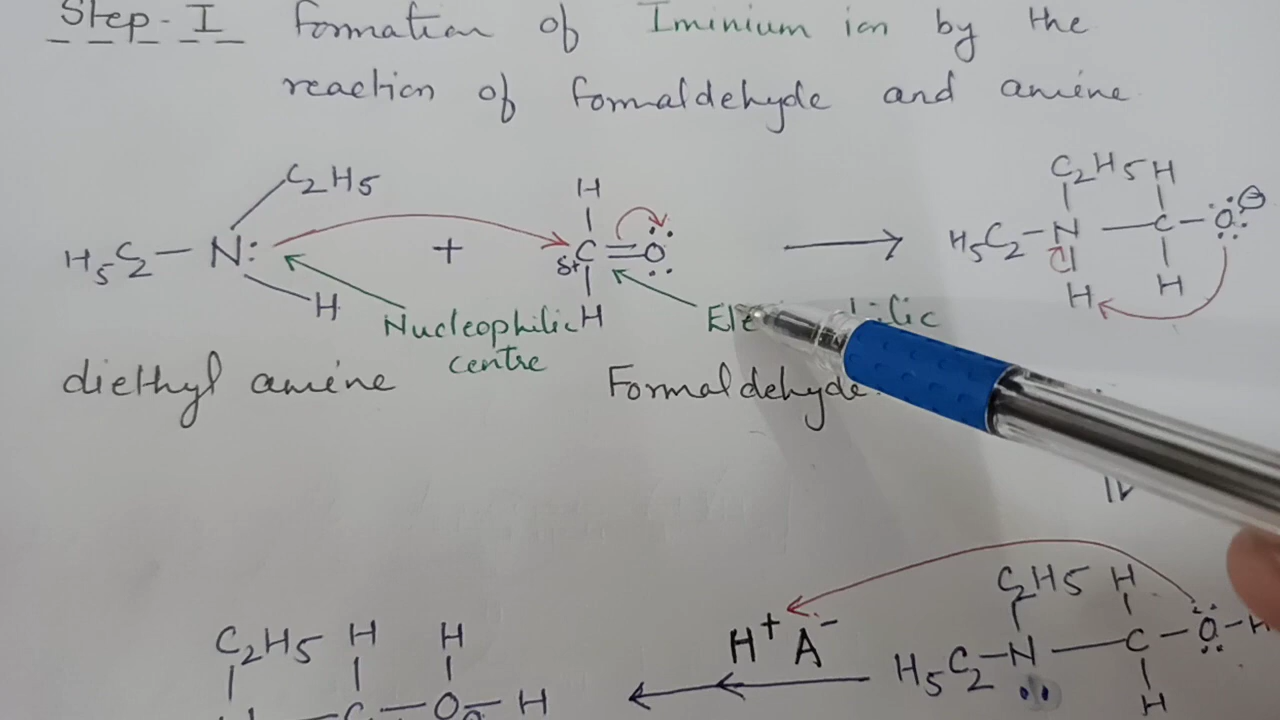 Step-I Formation of Iminium ion by the
reaction of formaldehyde and amine
C2H5 H C2H5 H
H5C2 – N: + δ+ C = O H5C2 – N – C – O ⊖
H H H H
Nucleophilic
centre
diethyl amine Formaldehyde
C2H5 H
H+ A-
H5C2 – N – C – O – H
H
C2H5 H H
C – O – H